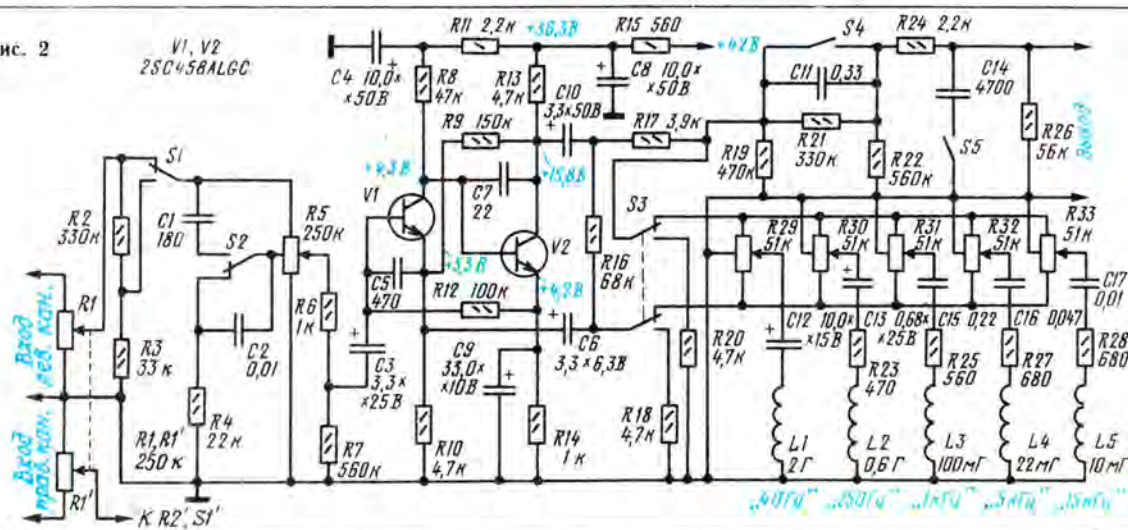 ис. 2
V1, V2
2SC458ALGC
R1
Вход
лев. кан.
Вход
прав. кан.
R1'
К R2', S1'
R2
330к
R3
33к
S1
C1
180
S2
C2
0,01
R4
22к
R1, R1'
250к
R5
250к
R6
1к
C3
3,3×
×25В
R7
560к
C4
10,0×
×50В
R11 2,2к
+36,3В
R8
47к
R13
4,7к
R9 150к
+4,3В
V1
C7
22
C5
470
+3,3В
R12 100к
V2
+4,2В
C9
33,0×
×10В
R10
4,7к
R14
1к
R15 560
+42В
C8 10,0×
×50В
C10
3,3×50В
+15,8В
R17 3,9к
R16
68к
C6
3,3×6,3В
S3
R18
4,7к
R20
4,7к
R19
470к
S4
C11 0,33
R21
330к
R22
560к
R24 2,2к
C14
4700
S5
R26
56к
Выход
R29
51к
R30
51к
R31
51к
R32
51к
R33
51к
C12 10,0×
×15В
C13 0,68×
×25В
C15 0,22
C16 0,047
C17
0,01
R23
470
R25
560
R27
680
R28
680
L1
2Г
L2
0,6Г
L3
100мГ
L4
22мГ
L5
10мГ
„40Гц" „250Гц" „1кГц" „5кГц" „15кГц"